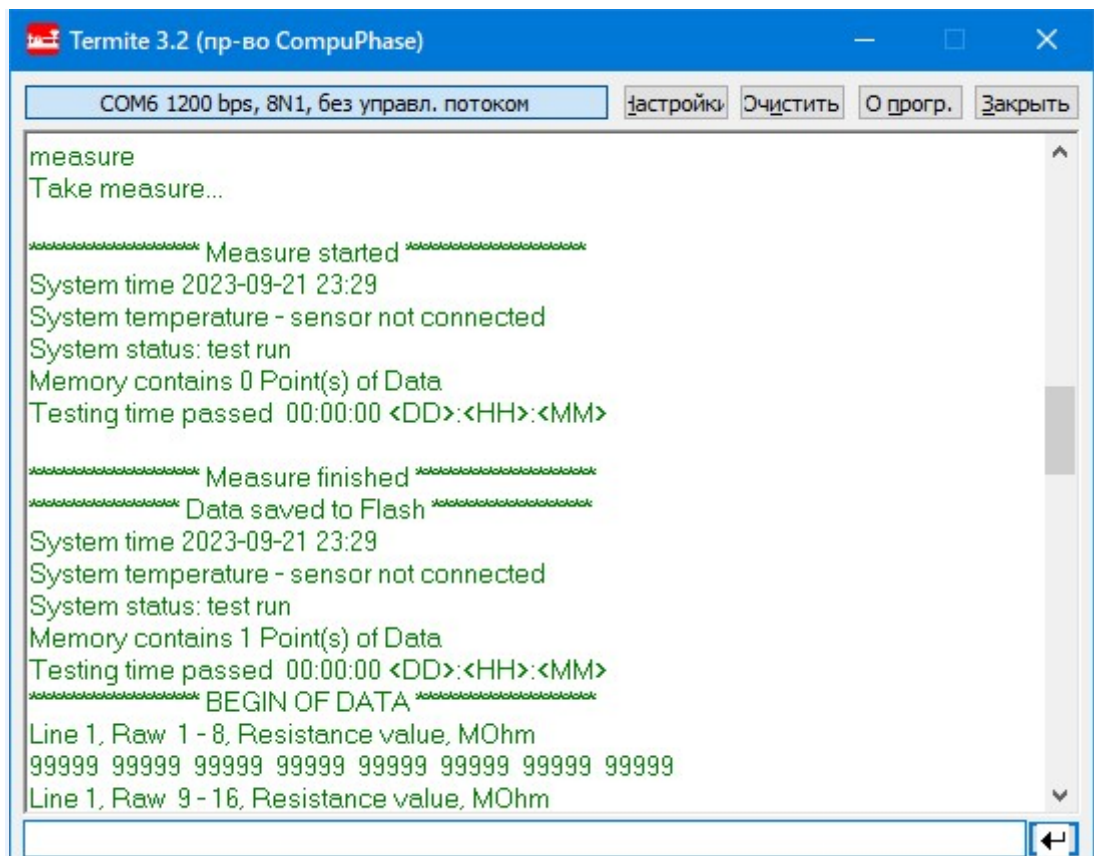 Termite 3.2 (пр-во CompuPhase)
COM6 1200 bps, 8N1, без управл. потоком
Настройки Очистить О прогр. Закрыть
measure
Take measure...
****************** Measure started *******************
System time 2023-09-21 23:29
System temperature - sensor not connected
System status: test run
Memory contains 0 Point(s) of Data
Testing time passed 00:00:00 <DD>:<HH>:<MM>
****************** Measure finished *******************
**************** Data saved to Flash *****************
System time 2023-09-21 23:29
System temperature - sensor not connected
System status: test run
Memory contains 1 Point(s) of Data
Testing time passed 00:00:00 <DD>:<HH>:<MM>
****************** BEGIN OF DATA *******************
Line 1, Raw 1 - 8, Resistance value, MOhm
99999 99999 99999 99999 99999 99999 99999 99999
Line 1, Raw 9 - 16, Resistance value, MOhm